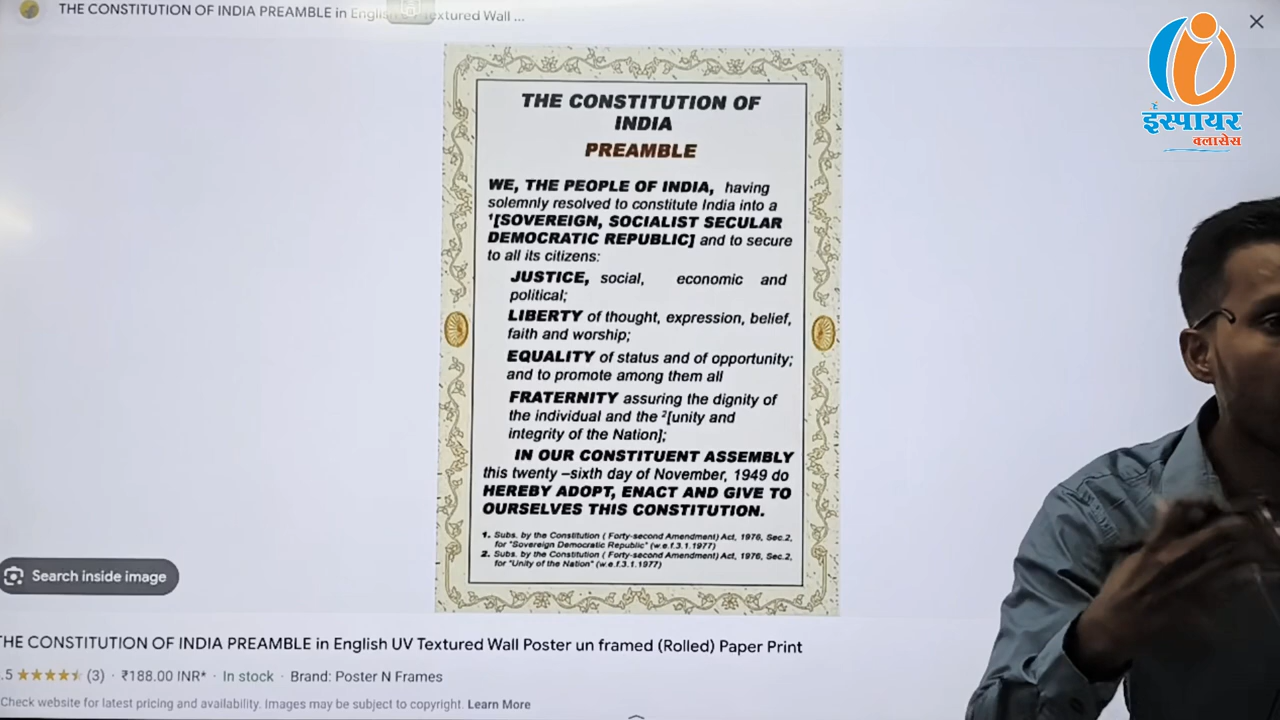 THE CONSTITUTION OF INDIA PREAMBLE in English UV Textured Wall ...
हं
इंस्पायर
क्लासेस
THE CONSTITUTION OF
INDIA
PREAMBLE
WE, THE PEOPLE OF INDIA, having
solemnly resolved to constitute India into a
¹[SOVEREIGN, SOCIALIST SECULAR
DEMOCRATIC REPUBLIC] and to secure
to all its citizens:
JUSTICE, social, economic and
political;
LIBERTY of thought, expression, belief,
faith and worship;
EQUALITY of status and of opportunity;
and to promote among them all
FRATERNITY assuring the dignity of
the individual and the ²[unity and
integrity of the Nation];
IN OUR CONSTITUENT ASSEMBLY
this twenty –sixth day of November, 1949 do
HEREBY ADOPT, ENACT AND GIVE TO
OURSELVES THIS CONSTITUTION.
1. Subs. by the Constitution ( Forty-second Amendment) Act, 1976, Sec.2,
for "Sovereign Democratic Republic" (w.e.f.3.1.1977)
2. Subs. by the Constitution ( Forty-second Amendment) Act, 1976, Sec.2,
for "Unity of the Nation" (w.e.f.3.1.1977)
Search inside image
THE CONSTITUTION OF INDIA PREAMBLE in English UV Textured Wall Poster un framed (Rolled) Paper Print
.5 ★★★★★ (3) · ₹188.00 INR* · In stock · Brand: Poster N Frames
Check website for latest pricing and availability. Images may be subject to copyright. Learn More